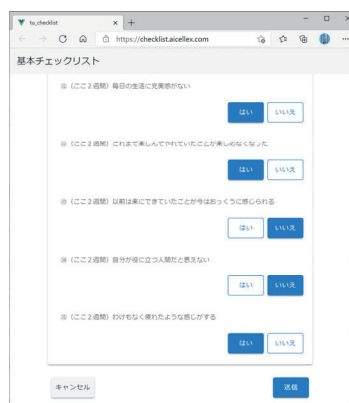 tu_checklist
https://checklist.aicellex.com
基本チェックリスト
㉑（ここ２週間）毎日の生活に充実感がない
はい いいえ
㉒（ここ２週間）これまで楽しんでやれていたことが楽しめなくなった
はい いいえ
㉓（ここ２週間）以前は楽にできていたことが今はおっくうに感じられる
はい いいえ
㉔（ここ２週間）自分が役に立つ人間だと思えない
はい いいえ
㉕（ここ２週間）わけもなく疲れたような感じがする
はい いいえ
キャンセル 送信